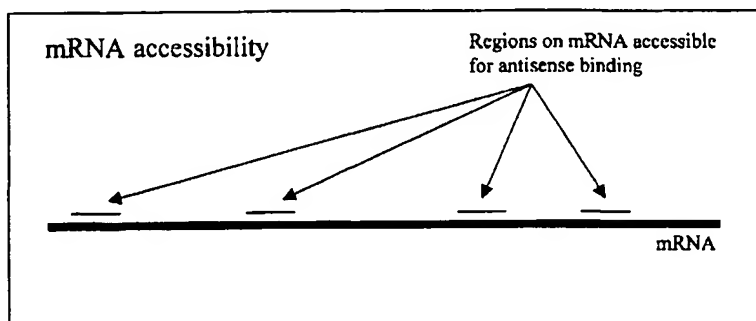 mRNA accessibility
Regions on mRNA accessible
for antisense binding
mRNA